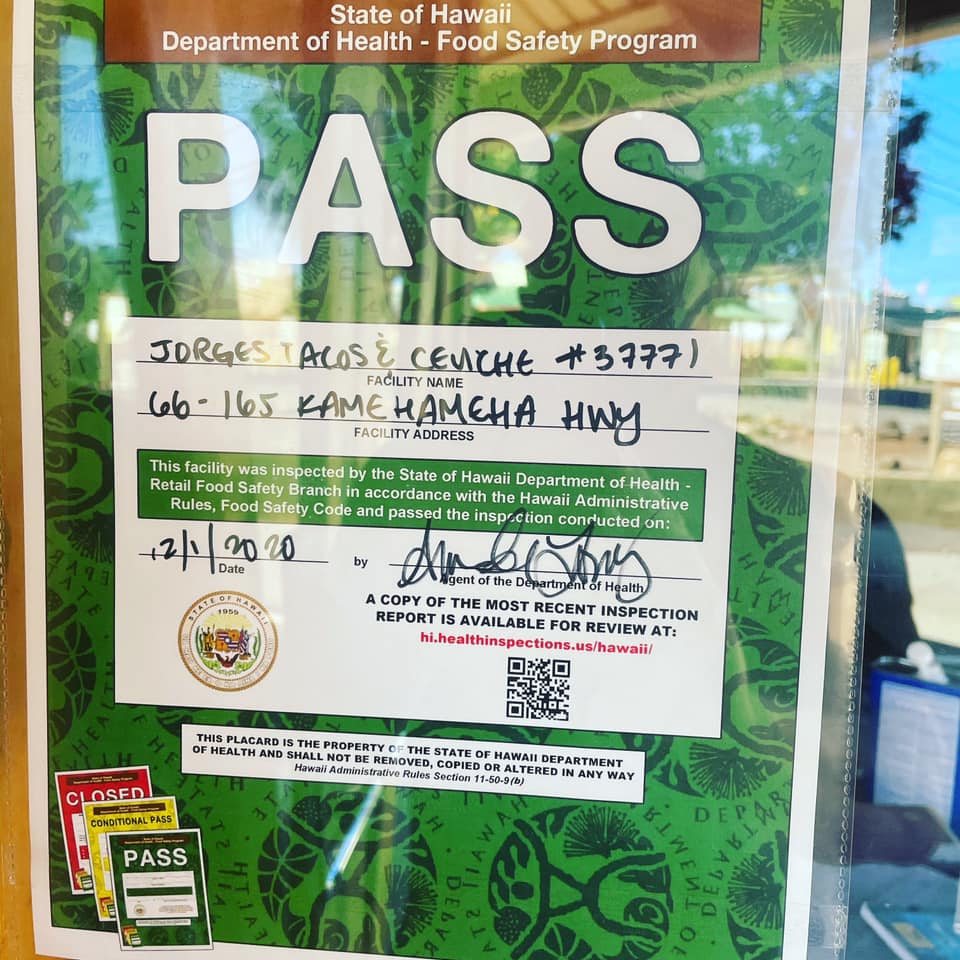 State of Hawaii
Department of Health - Food Safety Program
PASS
JORGES TACOS & CEVICHE #37771
FACILITY NAME
66-165 KAMEHAMEHA HWY
FACILITY ADDRESS
This facility was inspected by the State of Hawaii Department of Health -
Retail Food Safety Branch in accordance with the Hawaii Administrative
Rules, Food Safety Code and passed the inspection conducted on:
12/1/2020
Date
by
Agent of the Department of Health
A COPY OF THE MOST RECENT INSPECTION
REPORT IS AVAILABLE FOR REVIEW AT:
hi.healthinspections.us/hawaii/
STATE OF HAWAII
1959
THIS PLACARD IS THE PROPERTY OF THE STATE OF HAWAII DEPARTMENT
OF HEALTH AND SHALL NOT BE REMOVED, COPIED OR ALTERED IN ANY WAY
Hawaii Administrative Rules Section 11-50-9(b)
CLOSED
CONDITIONAL PASS
PASS